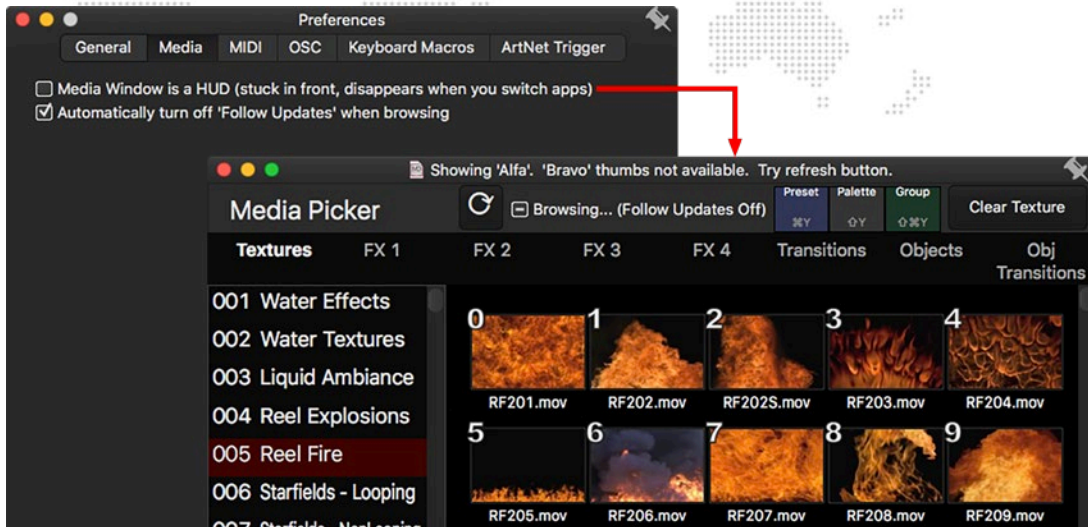 Preferences
General Media MIDI OSC Keyboard Macros ArtNet Trigger
Media Window is a HUD (stuck in front, disappears when you switch apps)
Automatically turn off 'Follow Updates' when browsing
Showing 'Alfa'. 'Bravo' thumbs not available. Try refresh button.
Media Picker
Browsing... (Follow Updates Off)
Preset Palette Group
⌘Y ⇧Y ⇧⌘Y
Clear Texture
Textures FX 1 FX 2 FX 3 FX 4 Transitions Objects Obj
Transitions
001 Water Effects
002 Water Textures
003 Liquid Ambiance
004 Reel Explosions
005 Reel Fire
006 Starfields - Looping
007 Starfields - NonLooping
0 1 2 3 4
RF201.mov RF202.mov RF202S.mov RF203.mov RF204.mov
5 6 7 8 9
RF205.mov RF206.mov RF207.mov RF208.mov RF209.mov